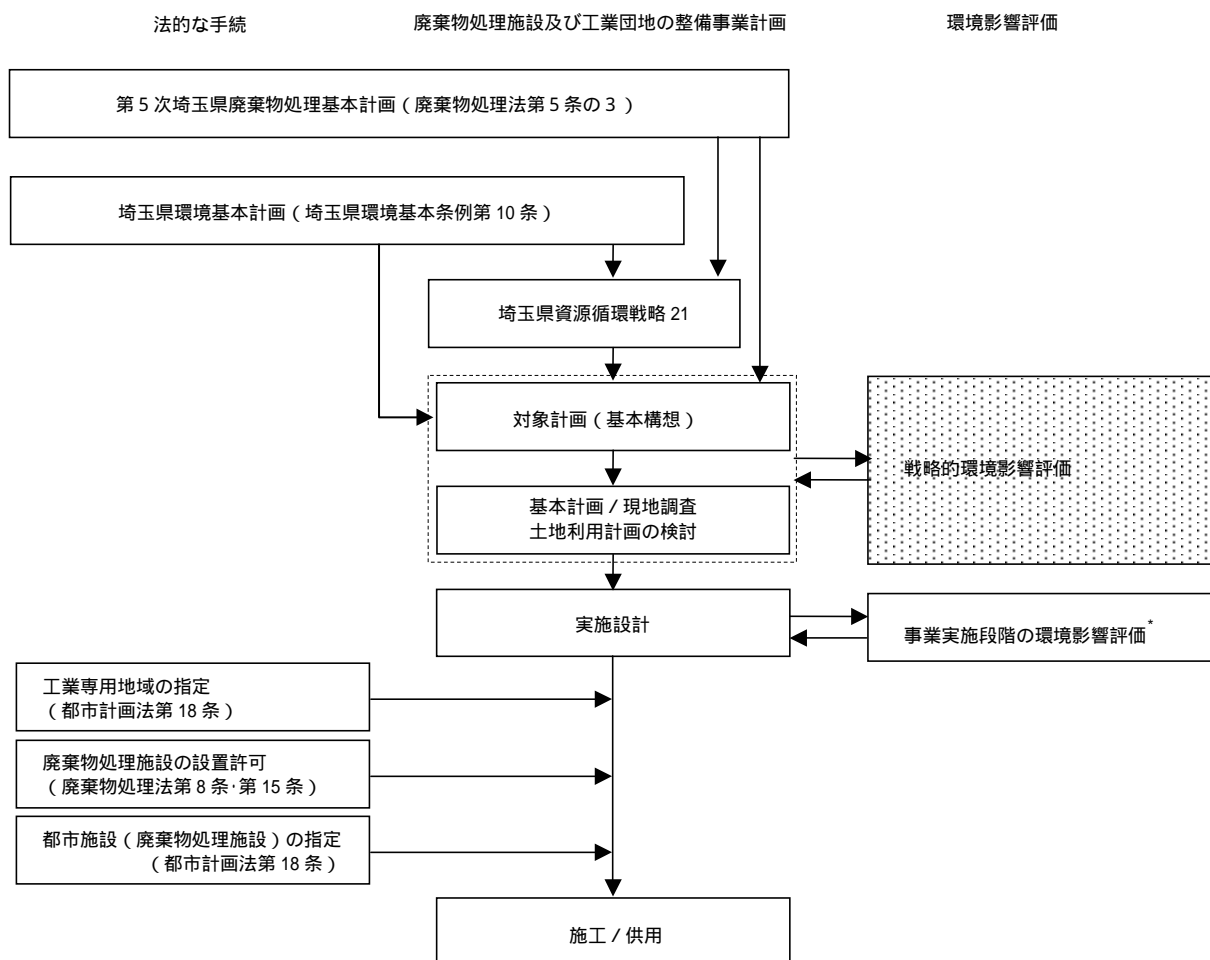 法的な手続
廃棄物処理施設及び工業団地の整備事業計画
環境影響評価
第5次埼玉県廃棄物処理基本計画(廃棄物処理法第5条の3)
埼玉県環境基本計画(埼玉県環境基本条例第10条)
埼玉県資源循環戦略21
対象計画(基本構想)
戦略的環境影響評価
基本計画/現地調査
土地利用計画の検討
実施設計
事業実施段階の環境影響評価*
工業専用地域の指定
(都市計画法第18条)
廃棄物処理施設の設置許可
(廃棄物処理法第8条・第15条)
都市施設(廃棄物処理施設)の指定
(都市計画法第18条)
施工/供用